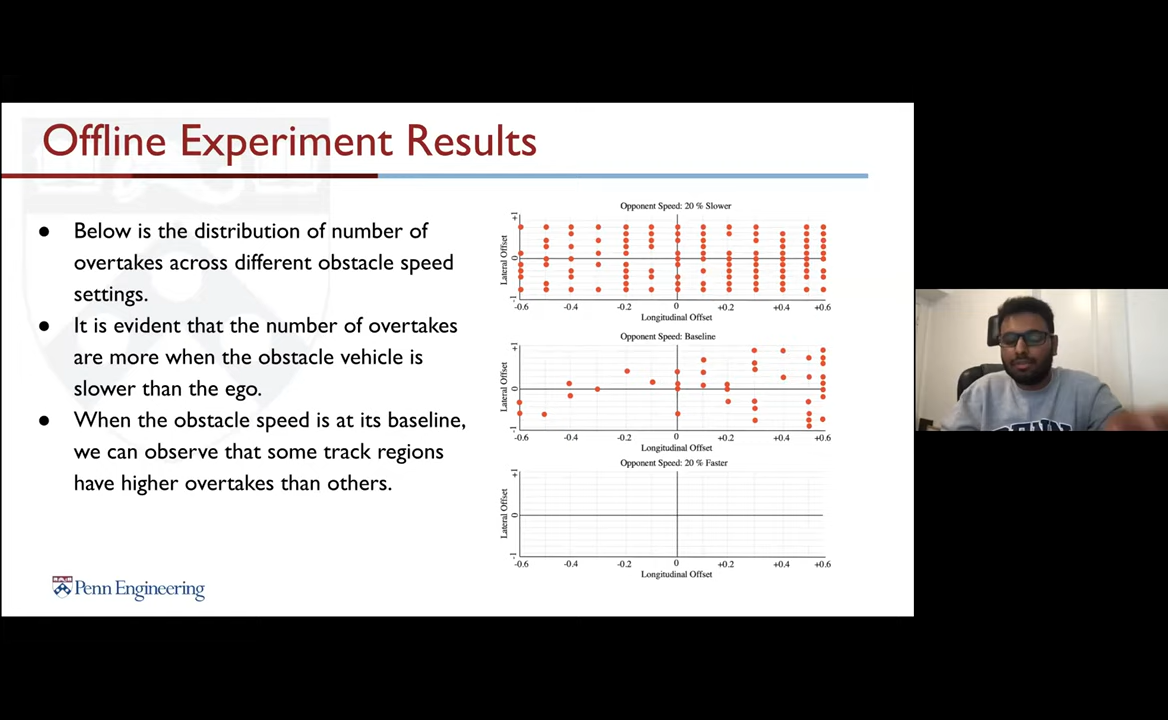 Offline Experiment Results
● Below is the distribution of number of
overtakes across different obstacle speed
settings.
● It is evident that the number of overtakes
are more when the obstacle vehicle is
slower than the ego.
● When the obstacle speed is at its baseline,
we can observe that some track regions
have higher overtakes than others.
Opponent Speed: 20 % Slower
+1
0
-1
Lateral Offset
-0.6 -0.4 -0.2 0 +0.2 +0.4 +0.6
Longitudinal Offset
Opponent Speed: Baseline
+1
0
-1
Lateral Offset
-0.6 -0.4 -0.2 0 +0.2 +0.4 +0.6
Longitudinal Offset
Opponent Speed: 20 % Faster
+1
0
-1
Lateral Offset
-0.6 -0.4 -0.2 0 +0.2 +0.4 +0.6
Longitudinal Offset
Penn Engineering